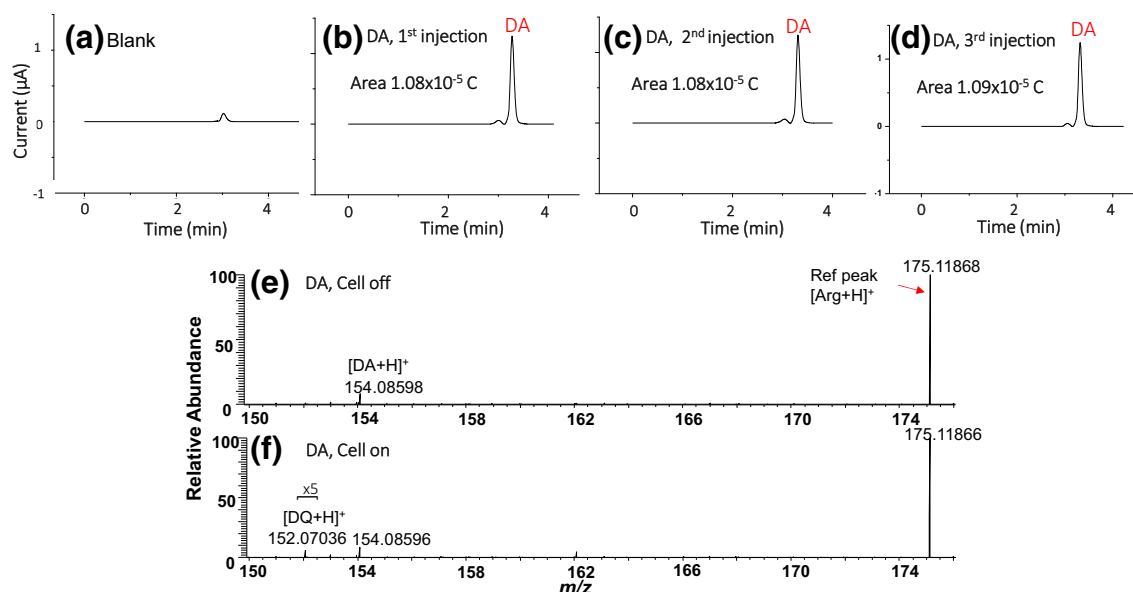 (a) Blank
Current (µA)
1
0
-1
0 2 4
Time (min)
(b) DA, 1st injection
DA
Area 1.08x10-5 C
0 2 4
Time (min)
(c) DA, 2nd injection
DA
Area 1.08x10-5 C
0 2 4
Time (min)
(d) DA, 3rd injection
DA
Area 1.09x10-5 C
1
0
-1
0 2 4
Time (min)
Relative Abundance
(e) DA, Cell off
100
50
0
[DA+H]+
154.08598
Ref peak
[Arg+H]+
175.11868
150 154 158 162 166 170 174
(f) DA, Cell on
100
50
0
x5
[DQ+H]+
152.07036 154.08596
175.11866
150 154 158 162 166 170 174
m/z